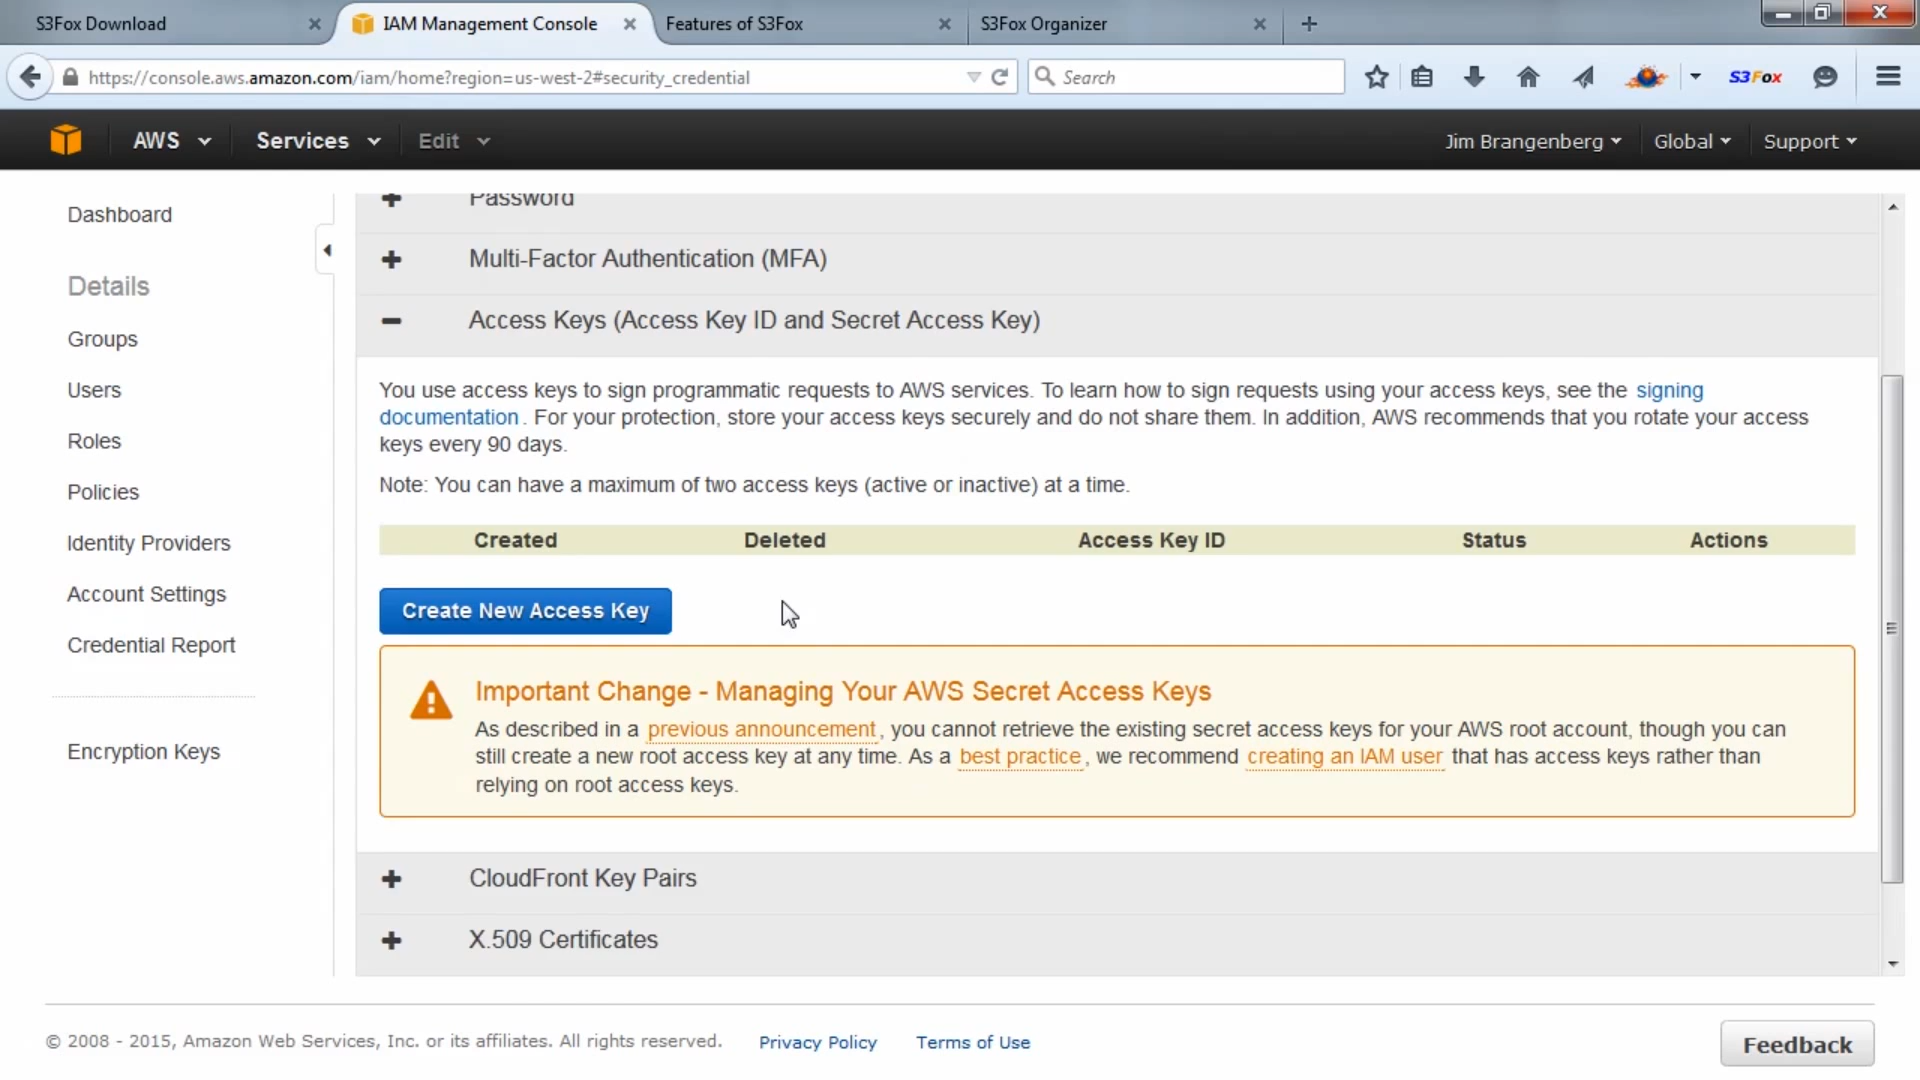 S3Fox Download
IAM Management Console
Features of S3Fox
S3Fox Organizer
https://console.aws.amazon.com/iam/home?region=us-west-2#security_credential
Search
S3Fox
AWS
Services
Edit
Jim Brangenberg
Global
Support
Dashboard
Details
Groups
Users
Roles
Policies
Identity Providers
Account Settings
Credential Report
Encryption Keys
Password
Multi-Factor Authentication (MFA)
Access Keys (Access Key ID and Secret Access Key)
You use access keys to sign programmatic requests to AWS services. To learn how to sign requests using your access keys, see the signing
documentation. For your protection, store your access keys securely and do not share them. In addition, AWS recommends that you rotate your access
keys every 90 days.
Note: You can have a maximum of two access keys (active or inactive) at a time.
Created Deleted Access Key ID Status Actions
Create New Access Key
Important Change - Managing Your AWS Secret Access Keys
As described in a previous announcement, you cannot retrieve the existing secret access keys for your AWS root account, though you can
still create a new root access key at any time. As a best practice, we recommend creating an IAM user that has access keys rather than
relying on root access keys.
CloudFront Key Pairs
X.509 Certificates
© 2008 - 2015, Amazon Web Services, Inc. or its affiliates. All rights reserved. Privacy Policy Terms of Use
Feedback